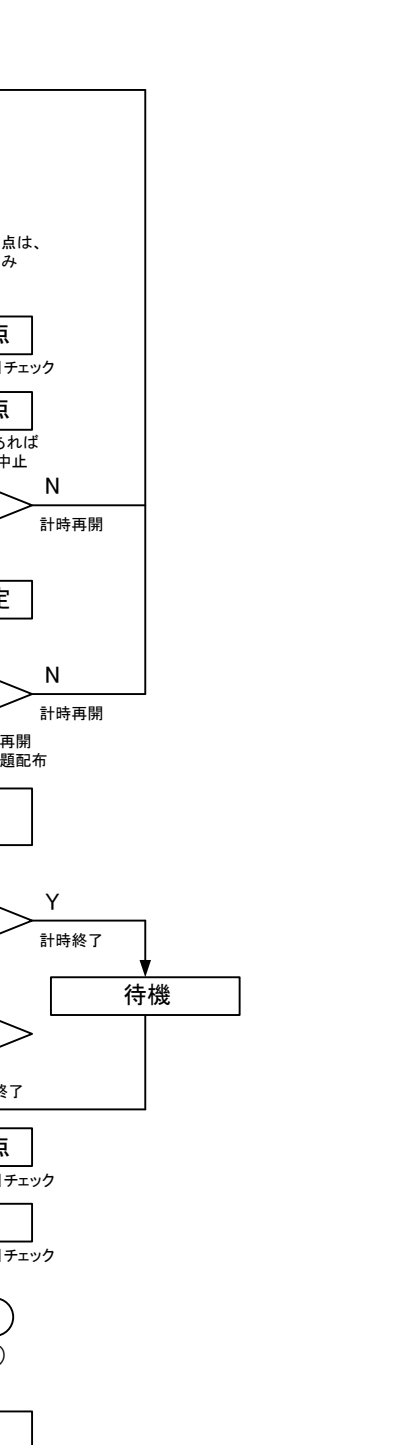 点は、
み
点
チェック
点
れば
中止
N
計時再開
定
N
計時再開
再開
題配布
Y
計時終了
待機
終了
点
チェック
チェック